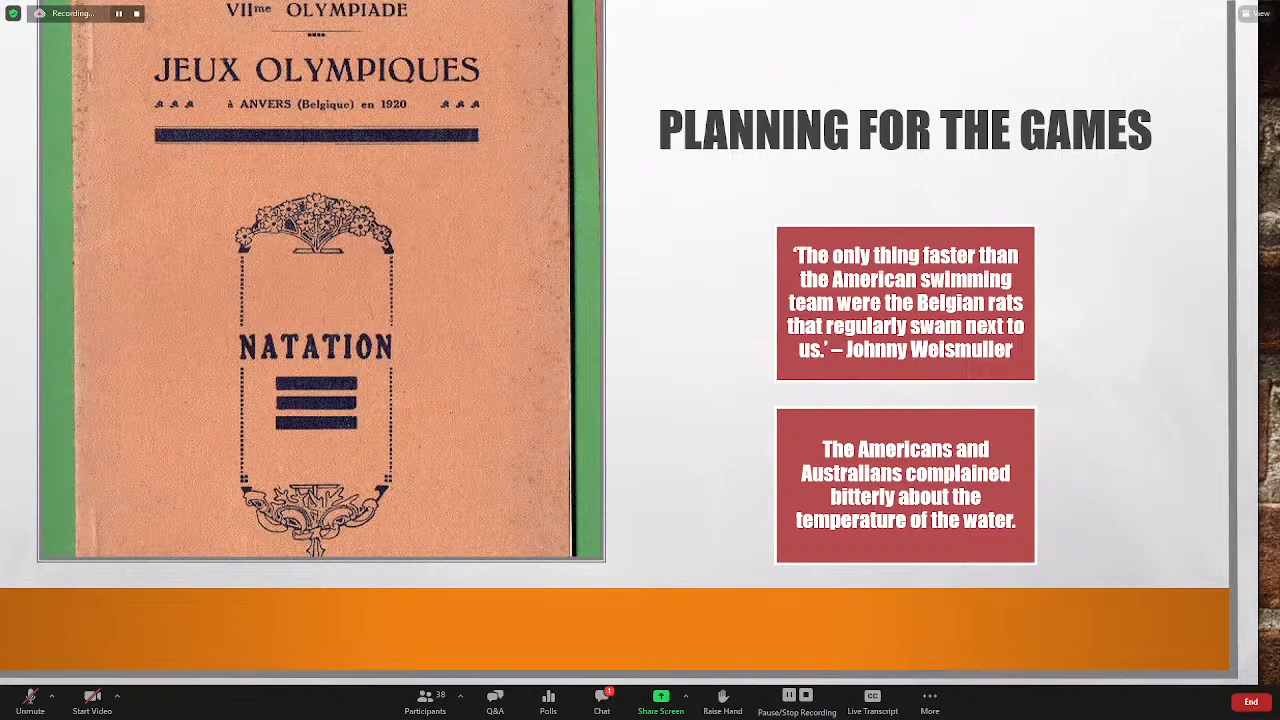 Recording...
View
VIIme OLYMPIADE
JEUX OLYMPIQUES
à ANVERS (Belgique) en 1920
NATATION
PLANNING FOR THE GAMES
‘The only thing faster than
the American swimming
team were the Belgian rats
that regularly swam next to
us.’ – Johnny Weismuller
The Americans and
Australians complained
bitterly about the
temperature of the water.
Unmute
Start Video
38
Participants
Q&A
Polls
1
Chat
Share Screen
Raise Hand
Pause/Stop Recording
CC
Live Transcript
More
End